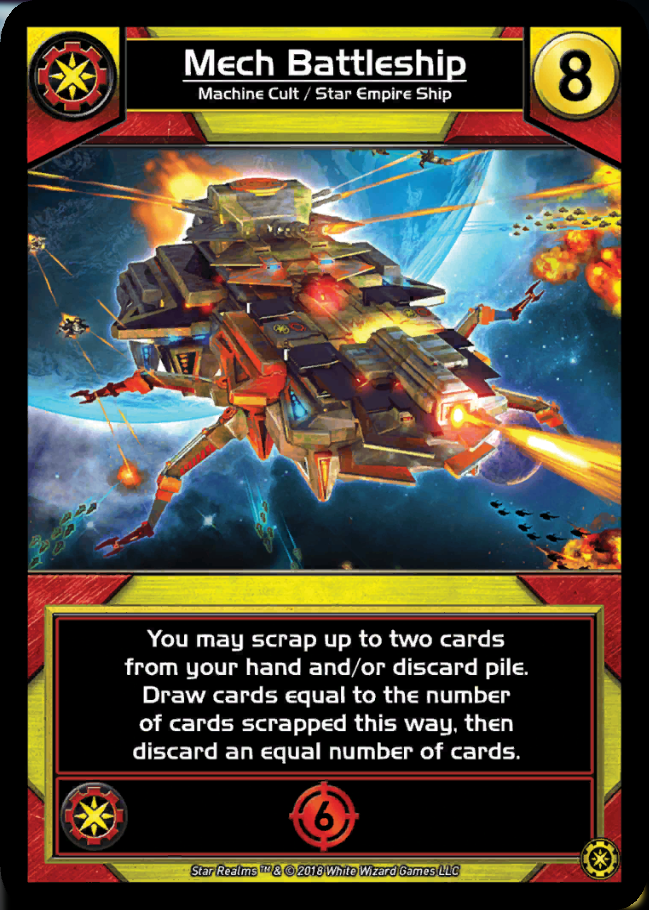 Mech Battleship
Machine Cult / Star Empire Ship
8
You may scrap up to two cards
from your hand and/or discard pile.
Draw cards equal to the number
of cards scrapped this way, then
discard an equal number of cards.
6
Star Realms ™ & © 2018 White Wizard Games LLC